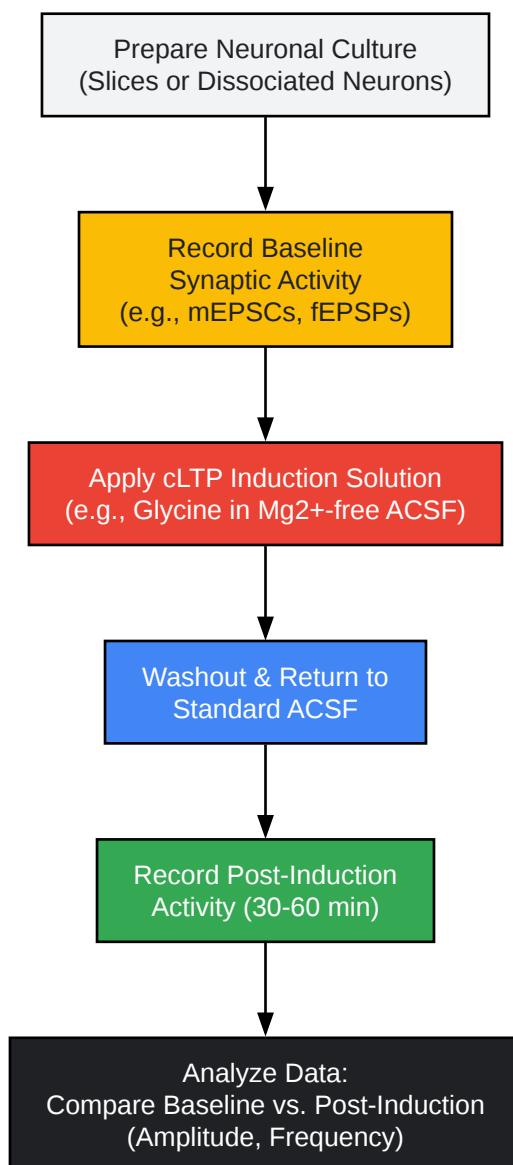 Prepare Neuronal Culture
(Slices or Dissociated Neurons)
Record Baseline
Synaptic Activity
(e.g., mEPSCs, fEPSPs)
Apply cLTP Induction Solution
(e.g., Glycine in Mg2+-free ACSF)
Washout & Return to
Standard ACSF
Record Post-Induction
Activity (30-60 min)
Analyze Data:
Compare Baseline vs. Post-Induction
(Amplitude, Frequency)